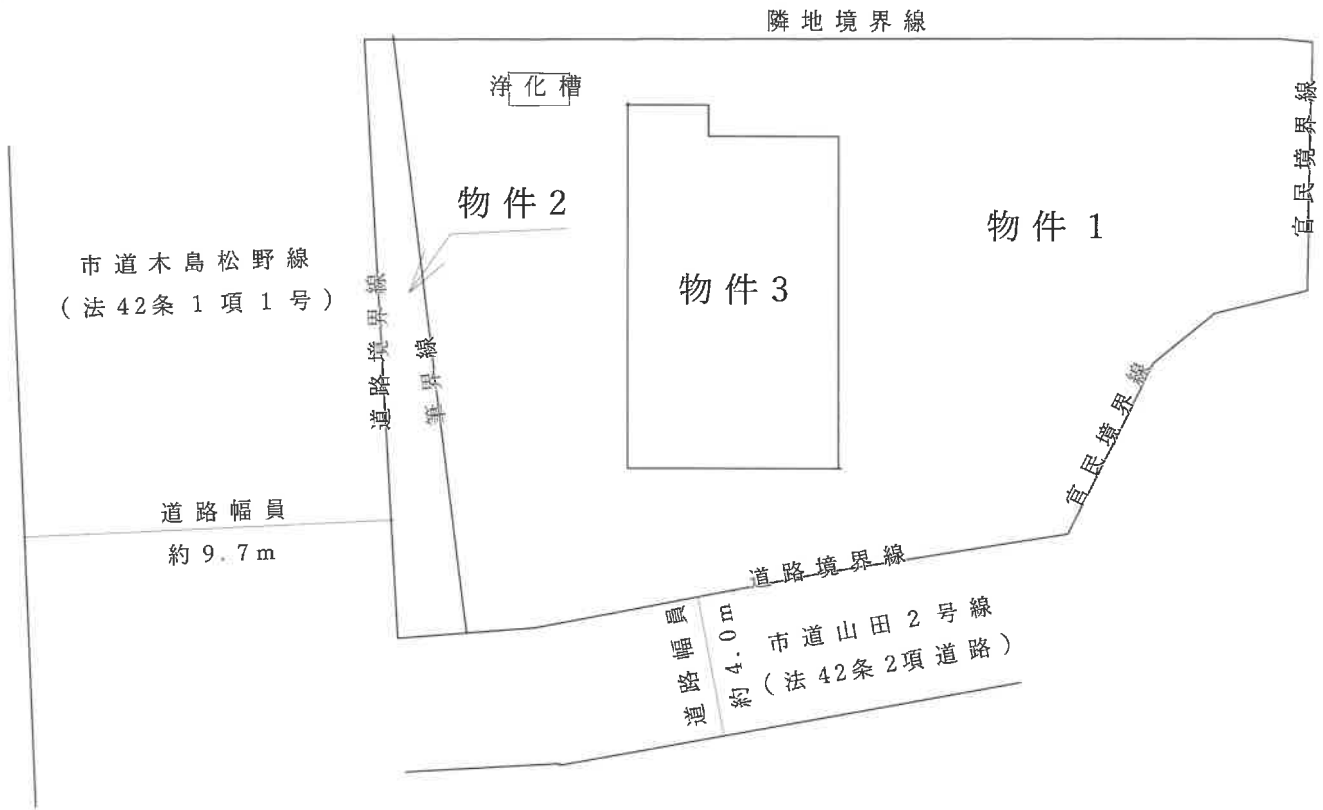 隣地境界線
浄化槽
官民境界線
物件2
物件1
市道木島松野線
(法42条1項1号)
物件3
道路境界線
筆界線
官民境界線
道路幅員
約9.7m
道路境界線
道路幅員
約4.0m
市道山田2号線
(法42条2項道路)